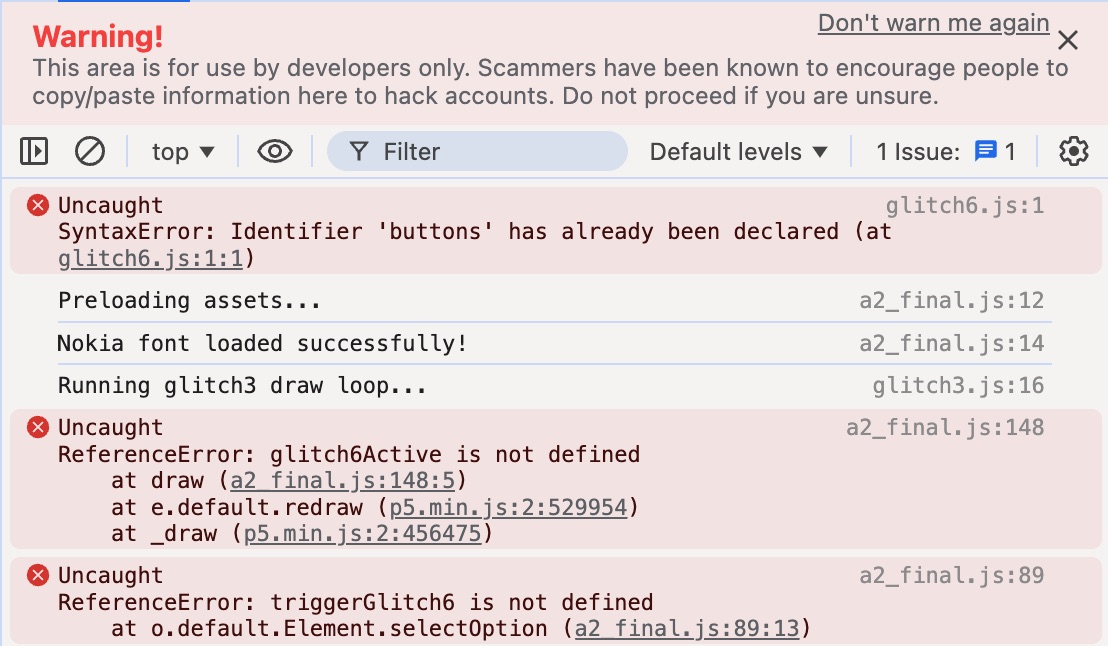 Don't warn me again
Warning!
This area is for use by developers only. Scammers have been known to encourage people to
copy/paste information here to hack accounts. Do not proceed if you are unsure.
top Filter Default levels 1 Issue: 1
Uncaught glitch6.js:1
SyntaxError: Identifier 'buttons' has already been declared (at
glitch6.js:1:1)
Preloading assets... a2_final.js:12
Nokia font loaded successfully! a2_final.js:14
Running glitch3 draw loop... glitch3.js:16
Uncaught a2_final.js:148
ReferenceError: glitch6Active is not defined
at draw (a2_final.js:148:5)
at e.default.redraw (p5.min.js:2:529954)
at _draw (p5.min.js:2:456475)
Uncaught a2_final.js:89
ReferenceError: triggerGlitch6 is not defined
at o.default.Element.selectOption (a2_final.js:89:13)